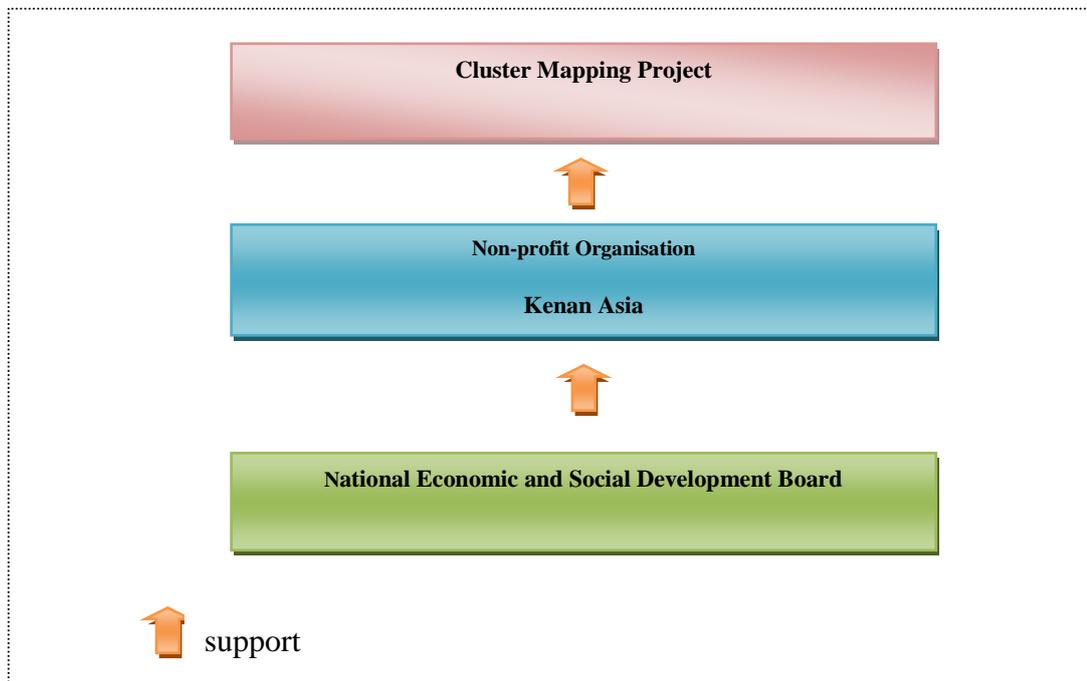 Cluster Mapping Project
Non-profit Organisation
Kenan Asia
National Economic and Social Development Board
support